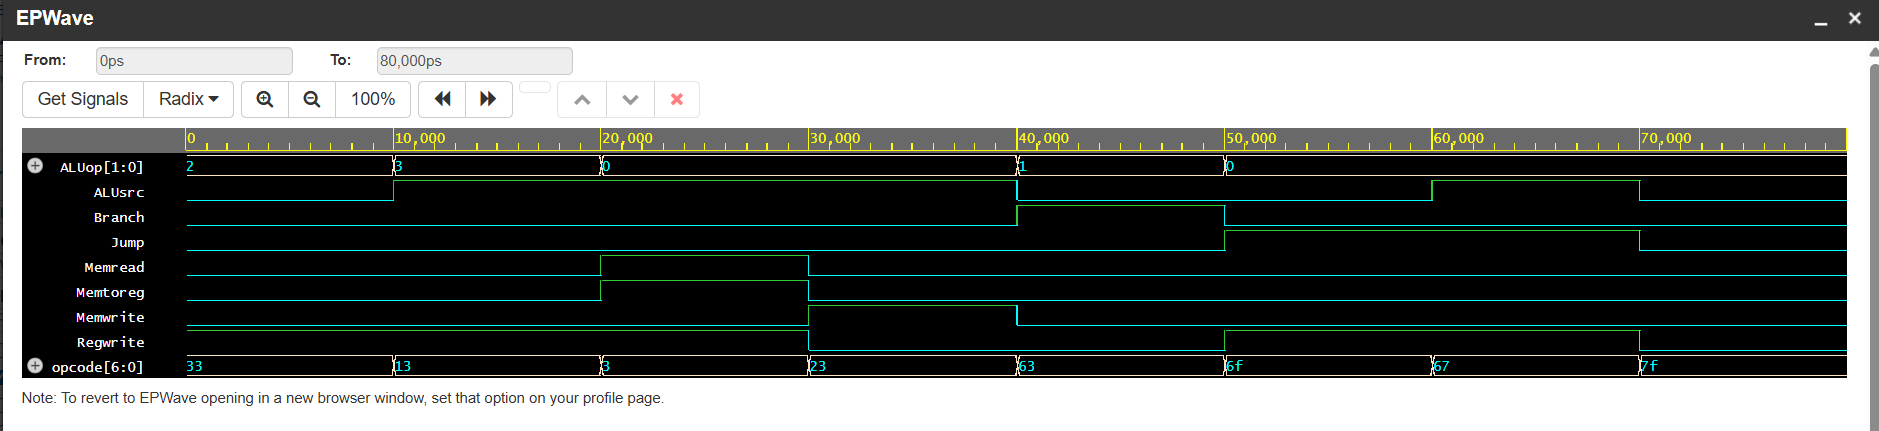 EPWave
From: 0ps To: 80,000ps
Get Signals Radix 100%
0 10,000 20,000 30,000 40,000 50,000 60,000 70,000
ALUop[1:0] 2 3 0 1 0
ALUsrc
Branch
Jump
Memread
Memtoreg
Memwrite
Regwrite
opcode[6:0] 33 13 3 23 63 6f 67 7f
Note: To revert to EPWave opening in a new browser window, set that option on your profile page.